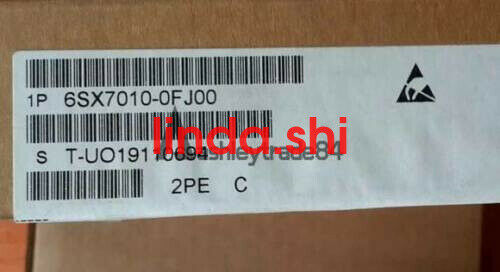 1P 6SX7010-0FJ00
linda.shi
S T-UO19110694
2PE C